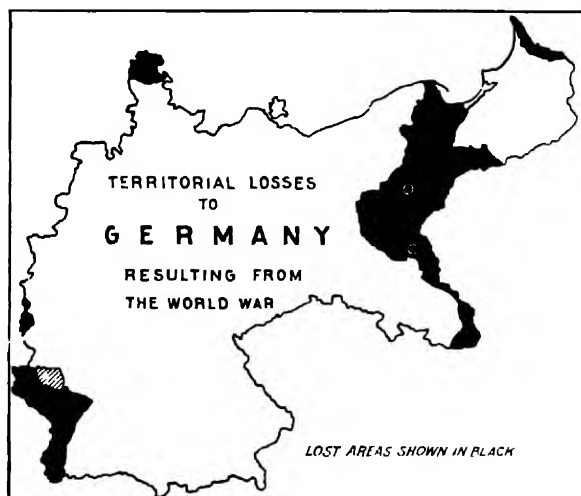 TERRITORIAL LOSSES
TO
GERMANY
RESULTING FROM
THE WORLD WAR
LOST AREAS SHOWN IN BLACK